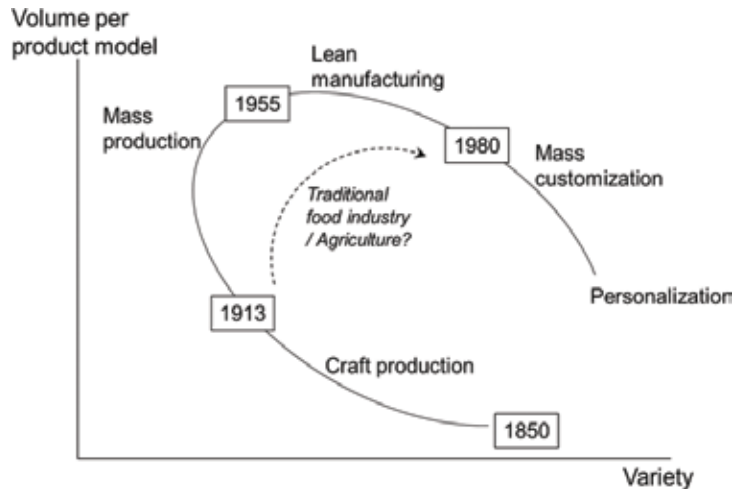 Volume per
product model
Lean
manufacturing
1955
Mass
production
1980
Mass
customization
Traditional
food industry
/ Agriculture?
Personalization
1913
Craft production
1850
Variety